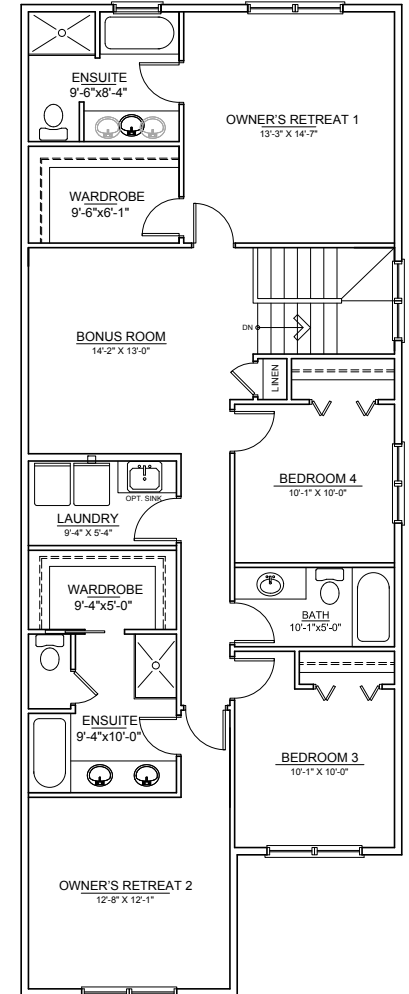 ENSUITE
9'-6"x8'-4"
OWNER'S RETREAT 1
13'-3" X 14'-7"
WARDROBE
9'-6"x6'-1"
BONUS ROOM
14'-2" X 13'-0"
DN
LINEN
OPT. SINK
LAUNDRY
9'-4" X 5'-4"
BEDROOM 4
10'-1" X 10'-0"
WARDROBE
9'-4"x5'-0"
BATH
10'-1"x5'-0"
ENSUITE
9'-4"x10'-0"
BEDROOM 3
10'-1" X 10'-0"
OWNER'S RETREAT 2
12'-8" X 12'-1"